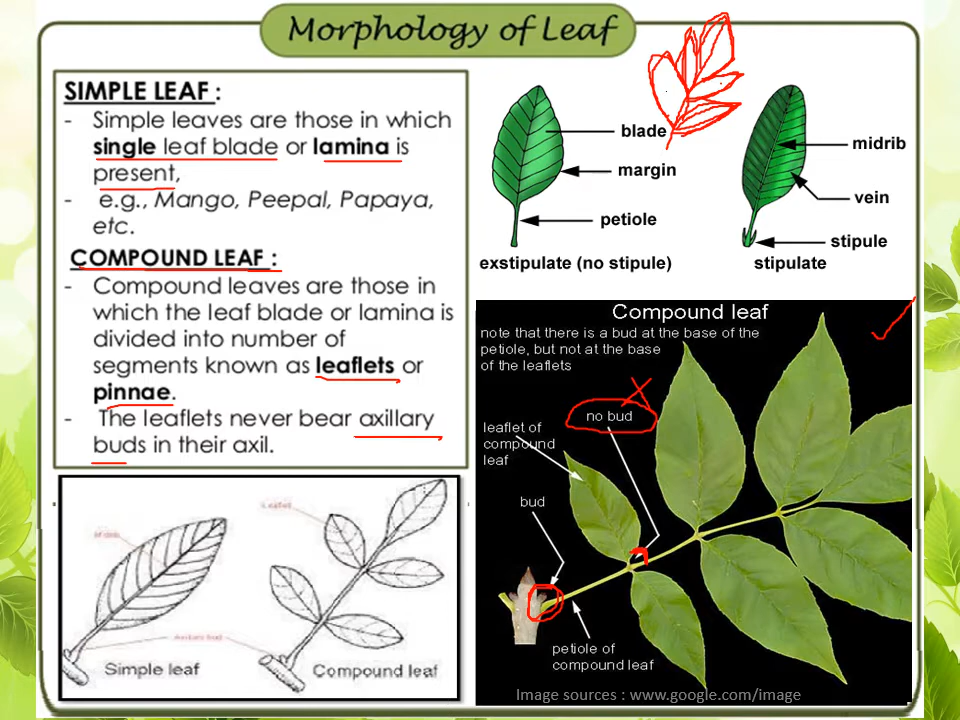 Morphology of Leaf
SIMPLE LEAF :
- Simple leaves are those in which
single leaf blade or lamina is
present,
- e.g., Mango, Peepal, Papaya,
etc.
COMPOUND LEAF :
- Compound leaves are those in
which the leaf blade or lamina is
divided into number of
segments known as leaflets or
pinnae.
- The leaflets never bear axillary
buds in their axil.
blade
margin
petiole
exstipulate (no stipule)
midrib
vein
stipule
stipulate
Compound leaf
note that there is a bud at the base of the
petiole, but not at the base
of the leaflets
no bud
leaflet of
compound
leaf
bud
petiole of
compound leaf
Image sources : www.google.com/image
Leaflet
Axillary bud
Simple leaf
Compound leaf